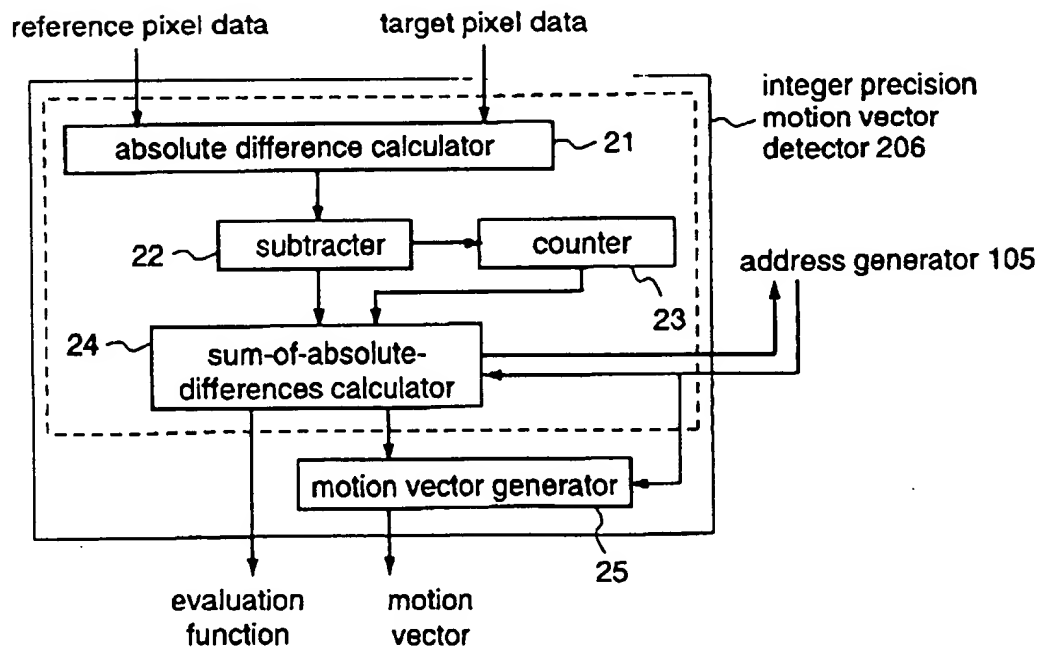 reference pixel data
target pixel data
integer precision
motion vector
detector 206
absolute difference calculator
21
22
subtracter
counter
address generator 105
23
24
sum-of-absolute-
differences calculator
motion vector generator
25
evaluation
function
motion
vector